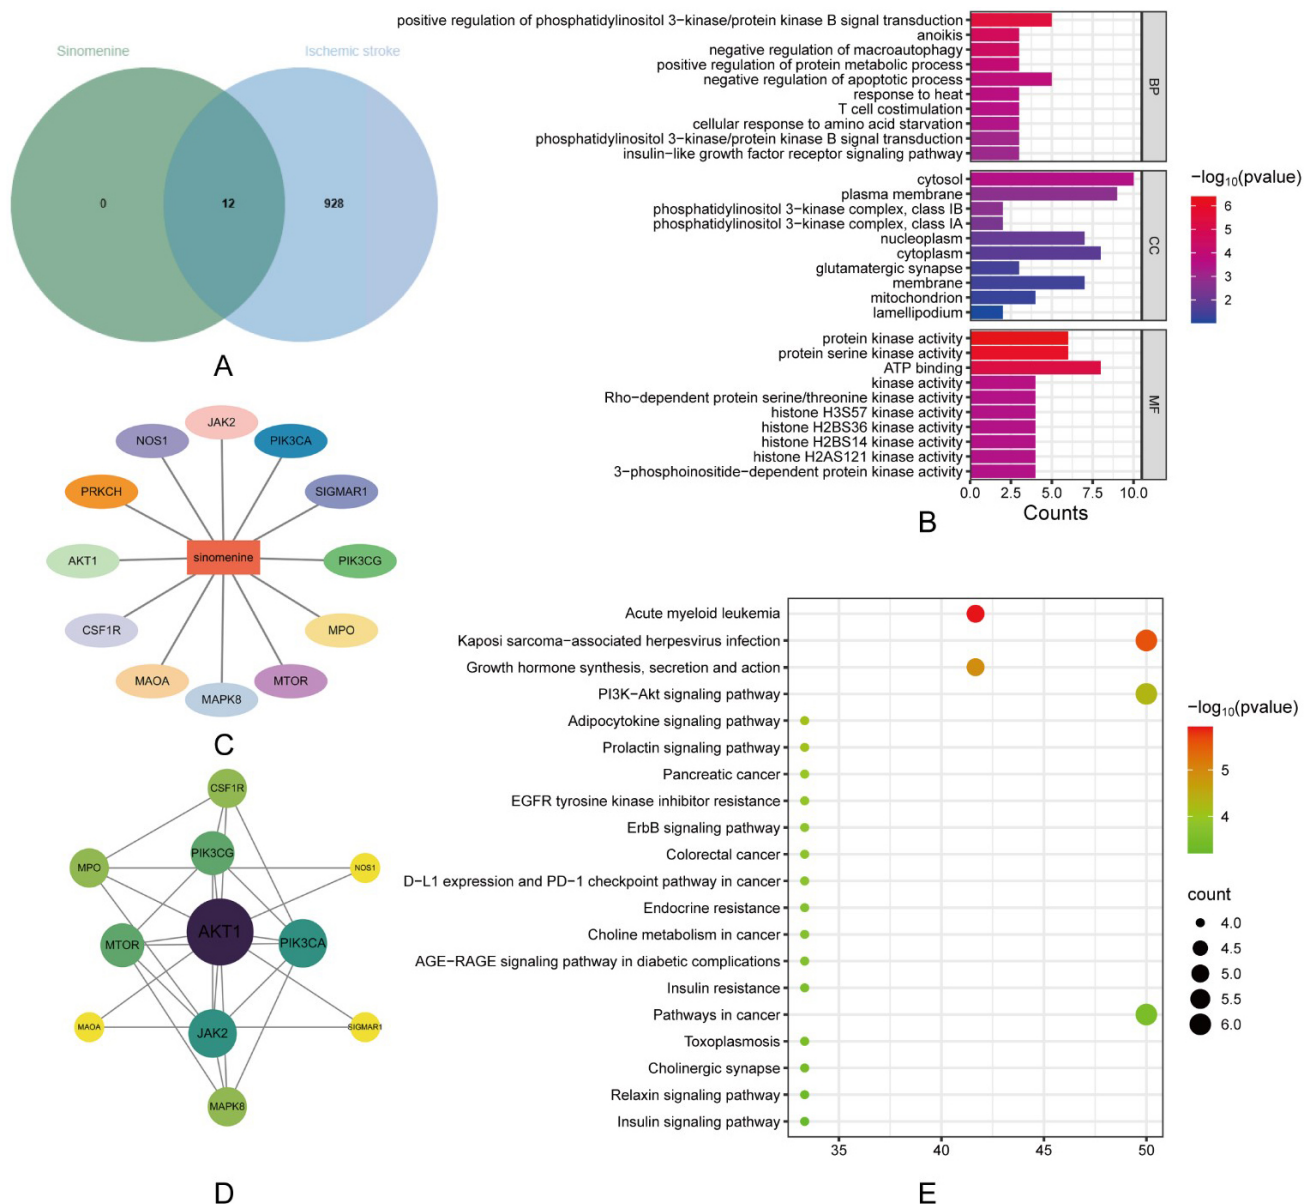 Sinomenine
Ischemic stroke
0
12
928
A
positive regulation of phosphatidylinositol 3−kinase/protein kinase B signal transduction
anoikis
negative regulation of macroautophagy
positive regulation of protein metabolic process
negative regulation of apoptotic process
response to heat
T cell costimulation
cellular response to amino acid starvation
phosphatidylinositol 3−kinase/protein kinase B signal transduction
insulin−like growth factor receptor signaling pathway
BP
cytosol
plasma membrane
phosphatidylinositol 3−kinase complex, class IB
phosphatidylinositol 3−kinase complex, class IA
nucleoplasm
cytoplasm
glutamatergic synapse
membrane
mitochondrion
lamellipodium
CC
protein kinase activity
protein serine kinase activity
ATP binding
kinase activity
Rho−dependent protein serine/threonine kinase activity
histone H3S57 kinase activity
histone H2BS36 kinase activity
histone H2BS14 kinase activity
histone H2AS121 kinase activity
3−phosphoinositide−dependent protein kinase activity
MF
0.0 2.5 5.0 7.5 10.0
Counts
−log10(pvalue)
6
5
4
3
2
B
JAK2
NOS1
PIK3CA
PRKCH
SIGMAR1
AKT1
sinomenine
PIK3CG
CSF1R
MPO
MAOA
MTOR
MAPK8
C
CSF1R
PIK3CG
MPO
NOS1
AKT1
MTOR
PIK3CA
MAOA
JAK2
SIGMAR1
MAPK8
D
Acute myeloid leukemia
Kaposi sarcoma−associated herpesvirus infection
Growth hormone synthesis, secretion and action
PI3K−Akt signaling pathway
Adipocytokine signaling pathway
Prolactin signaling pathway
Pancreatic cancer
EGFR tyrosine kinase inhibitor resistance
ErbB signaling pathway
Colorectal cancer
D−L1 expression and PD−1 checkpoint pathway in cancer
Endocrine resistance
Choline metabolism in cancer
AGE−RAGE signaling pathway in diabetic complications
Insulin resistance
Pathways in cancer
Toxoplasmosis
Cholinergic synapse
Relaxin signaling pathway
Insulin signaling pathway
35 40 45 50
−log10(pvalue)
5
4
count
4.0
4.5
5.0
5.5
6.0
E